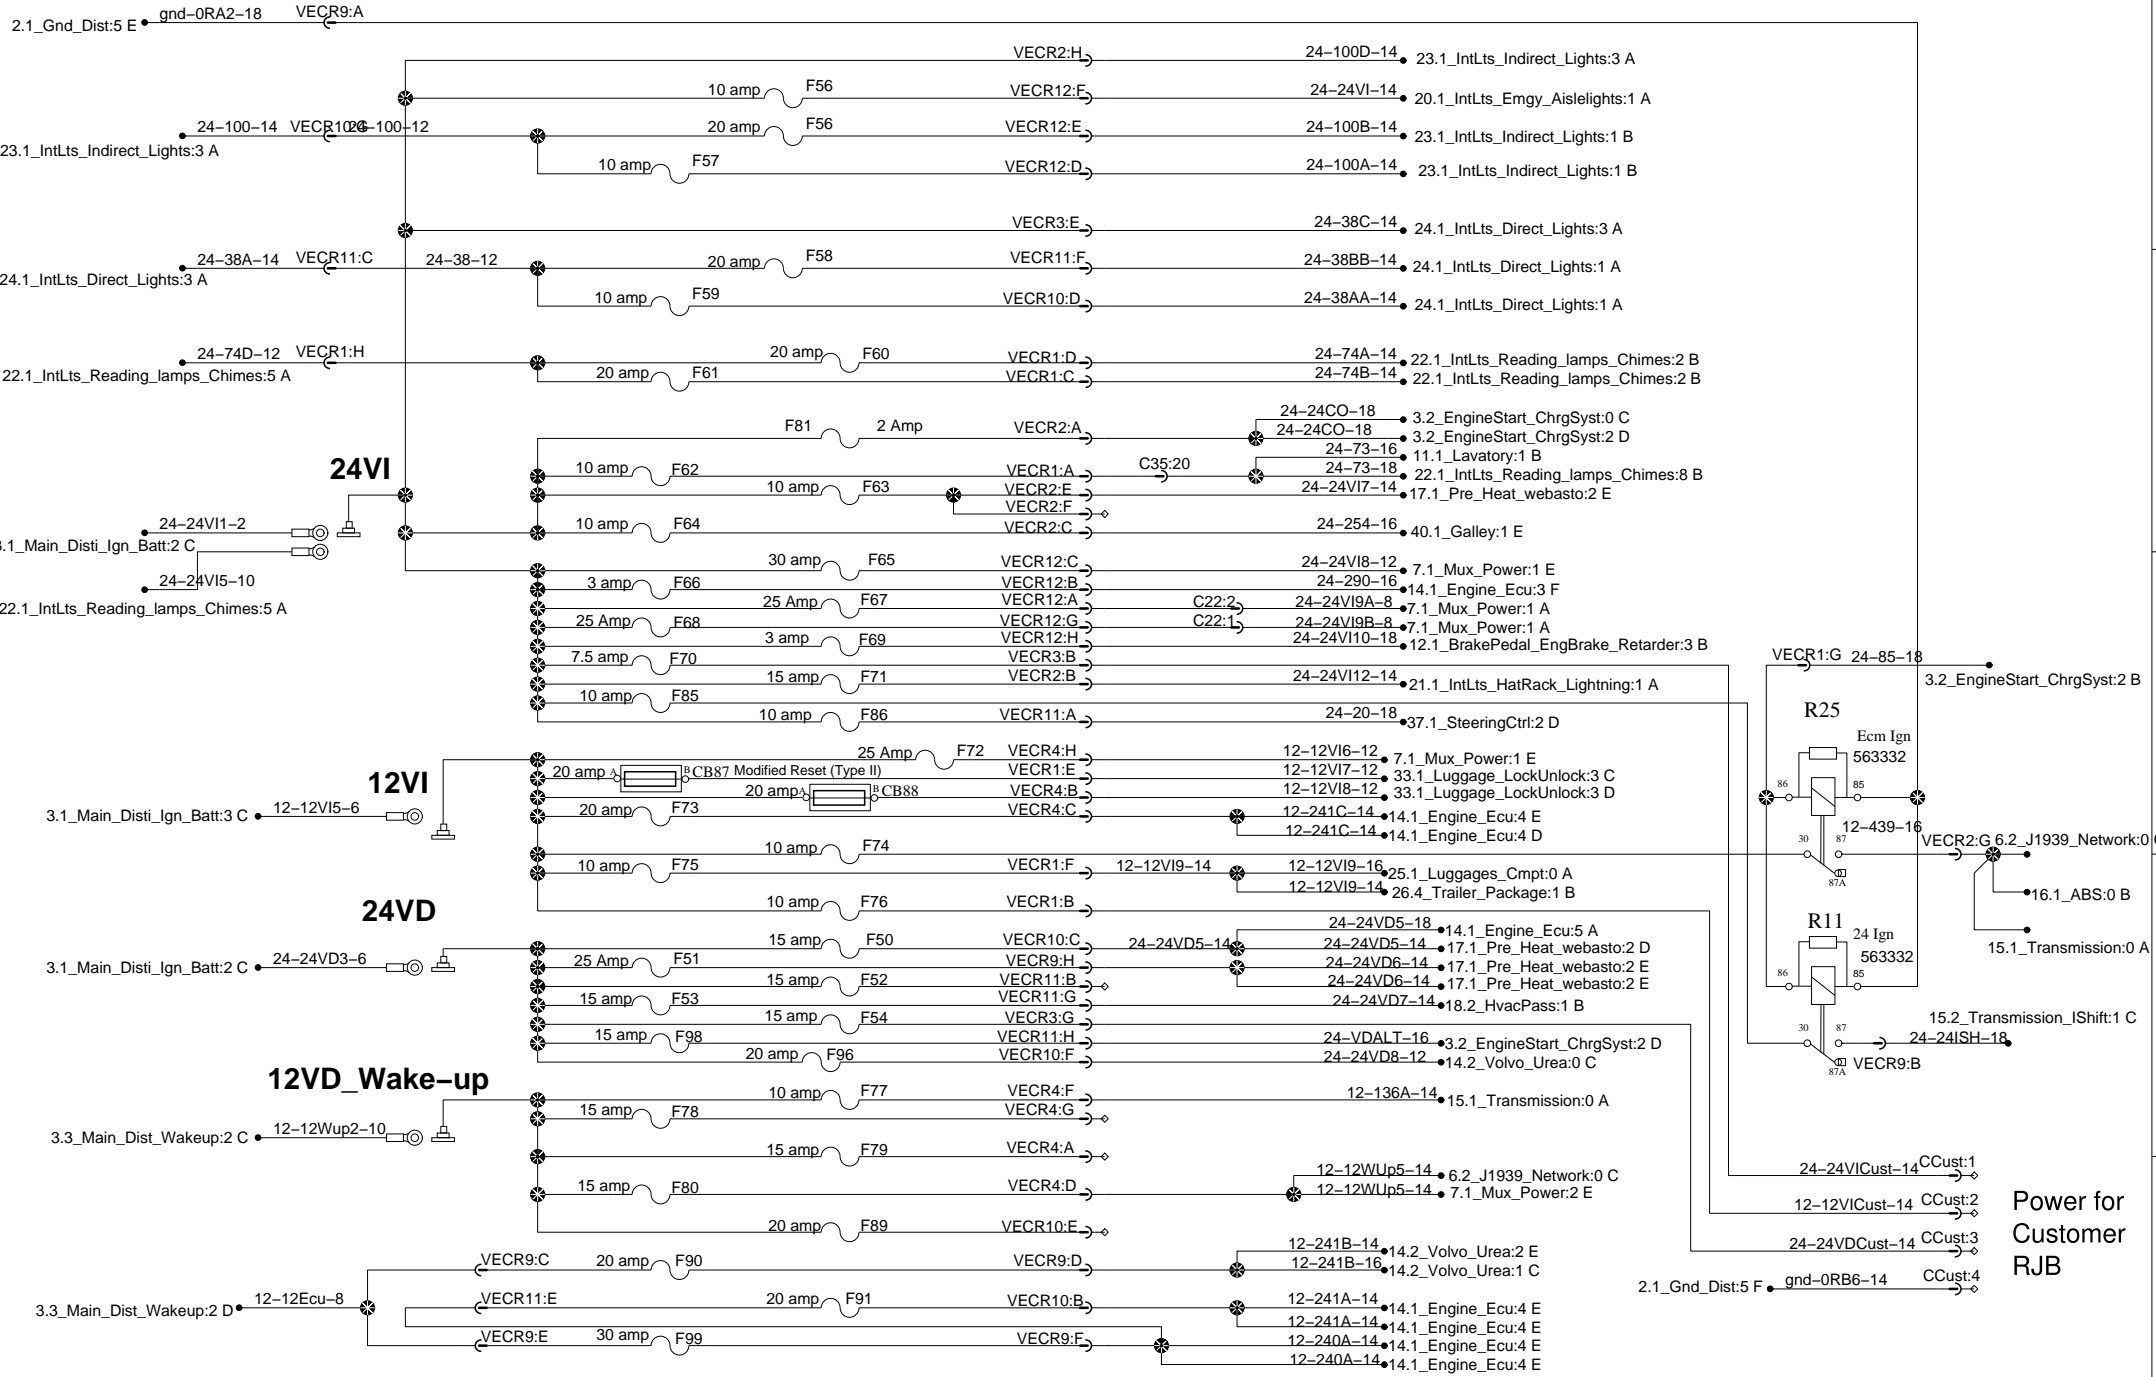 2.1_Gnd_Dist:5 E gnd-0RA2-18 VECR9:A
VECR2:H 24-100D-14 23.1_IntLts_Indirect_Lights:3 A
10 amp F56 VECR12:F 24-24VI-14 20.1_IntLts_Emgy_Aislelights:1 A
23.1_IntLts_Indirect_Lights:3 A 24-100-14 VECR10:G 24-100-12 20 amp F56 VECR12:E 24-100B-14 23.1_IntLts_Indirect_Lights:1 B
10 amp F57 VECR12:D 24-100A-14 23.1_IntLts_Indirect_Lights:1 B
VECR3:E 24-38C-14 24.1_IntLts_Direct_Lights:3 A
24.1_IntLts_Direct_Lights:3 A 24-38A-14 VECR11:C 24-38-12 20 amp F58 VECR11:F 24-38BB-14 24.1_IntLts_Direct_Lights:1 A
10 amp F59 VECR10:D 24-38AA-14 24.1_IntLts_Direct_Lights:1 A
22.1_IntLts_Reading_lamps_Chimes:5 A 24-74D-12 VECR1:H 20 amp F60 VECR1:D 24-74A-14 22.1_IntLts_Reading_lamps_Chimes:2 B
20 amp F61 VECR1:C 24-74B-14 22.1_IntLts_Reading_lamps_Chimes:2 B
24-24CO-18 3.2_EngineStart_ChrgSyst:0 C
F81 2 Amp VECR2:A 24-24CO-18 3.2_EngineStart_ChrgSyst:2 D
24-73-16 11.1_Lavatory:1 B
24VI
10 amp F62 VECR1:A C35:20 24-73-18 22.1_IntLts_Reading_lamps_Chimes:8 B
10 amp F63 VECR2:E 24-24VI7-14 17.1_Pre_Heat_webasto:2 E
VECR2:F
3.1_Main_Disti_Ign_Batt:2 C 24-24VI1-2 10 amp F64 VECR2:C 24-254-16 40.1_Galley:1 E
22.1_IntLts_Reading_lamps_Chimes:5 A 24-24VI5-10
30 amp F65 VECR12:C 24-24VI8-12 7.1_Mux_Power:1 E
3 amp F66 VECR12:B 24-290-16 14.1_Engine_Ecu:3 F
25 Amp F67 VECR12:A C22:2 24-24VI9A-8 7.1_Mux_Power:1 A
25 Amp F68 VECR12:G C22:1 24-24VI9B-8 7.1_Mux_Power:1 A
3 amp F69 VECR12:H 24-24VI10-18 12.1_BrakePedal_EngBrake_Retarder:3 B
7.5 amp F70 VECR3:B
VECR1:G 24-85-18 3.2_EngineStart_ChrgSyst:2 B
15 amp F71 VECR2:B 24-24VI12-14 21.1_IntLts_HatRack_Lightning:1 A
10 amp F85
10 amp F86 VECR11:A 24-20-18 37.1_SteeringCtrl:2 D
R25
Ecm Ign
563332
86 85
30 87
87A
12VI
25 Amp F72 VECR4:H 12-12VI6-12 7.1_Mux_Power:1 E
20 amp A B CB87 Modified Reset (Type II) VECR1:E 12-12VI7-12 33.1_Luggage_LockUnlock:3 C
20 amp A B CB88 VECR4:B 12-12VI8-12 33.1_Luggage_LockUnlock:3 D
3.1_Main_Disti_Ign_Batt:3 C 12-12VI5-6 20 amp F73 VECR4:C 12-241C-14 14.1_Engine_Ecu:4 E
12-241C-14 14.1_Engine_Ecu:4 D
10 amp F74 12-439-16 VECR2:G 6.2_J1939_Network:0
10 amp F75 VECR1:F 12-12VI9-14 12-12VI9-16 25.1_Luggages_Cmpt:0 A
12-12VI9-14 26.4_Trailer_Package:1 B
16.1_ABS:0 B
10 amp F76 VECR1:B
15.1_Transmission:0 A
R11
24 Ign
563332
86 85
30 87
87A
24VD
24-24VD5-18 14.1_Engine_Ecu:5 A
15 amp F50 VECR10:C 24-24VD5-14 24-24VD5-14 17.1_Pre_Heat_webasto:2 D
3.1_Main_Disti_Ign_Batt:2 C 24-24VD3-6 25 Amp F51 VECR9:H 24-24VD6-14 17.1_Pre_Heat_webasto:2 E
15 amp F52 VECR11:B 24-24VD6-14 17.1_Pre_Heat_webasto:2 E
15 amp F53 VECR11:G 24-24VD7-14 18.2_HvacPass:1 B
15 amp F54 VECR3:G
15 amp F98 VECR11:H 24-VDALT-16 3.2_EngineStart_ChrgSyst:2 D
20 amp F96 VECR10:F 24-24VD8-12 14.2_Volvo_Urea:0 C
15.2_Transmission_IShift:1 C
24-24ISH-18
VECR9:B
12VD_Wake-up
10 amp F77 VECR4:F 12-136A-14 15.1_Transmission:0 A
15 amp F78 VECR4:G
3.3_Main_Dist_Wakeup:2 C 12-12Wup2-10
15 amp F79 VECR4:A
12-12WUp5-14 6.2_J1939_Network:0 C
15 amp F80 VECR4:D 12-12WUp5-14 7.1_Mux_Power:2 E
20 amp F89 VECR10:E
24-24VICust-14 CCust:1
12-12VICust-14 CCust:2
24-24VDCust-14 CCust:3
2.1_Gnd_Dist:5 F gnd-0RB6-14 CCust:4
Power for
Customer
RJB
12-241B-14 14.2_Volvo_Urea:2 E
VECR9:C 20 amp F90 VECR9:D 12-241B-16 14.2_Volvo_Urea:1 C
3.3_Main_Dist_Wakeup:2 D 12-12Ecu-8 VECR11:E 20 amp F91 VECR10:B 12-241A-14 14.1_Engine_Ecu:4 E
12-241A-14 14.1_Engine_Ecu:4 E
VECR9:E 30 amp F99 VECR9:F 12-240A-14 14.1_Engine_Ecu:4 E
12-240A-14 14.1_Engine_Ecu:4 E